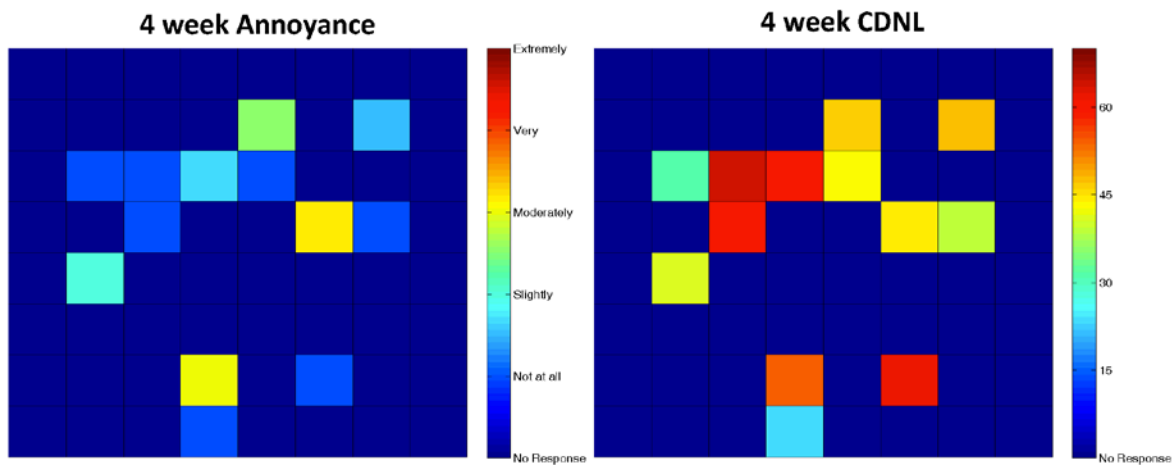 4 week Annoyance
Extremely
Very
Moderately
Slightly
Not at all
No Response
4 week CDNL
60
45
30
15
No Response